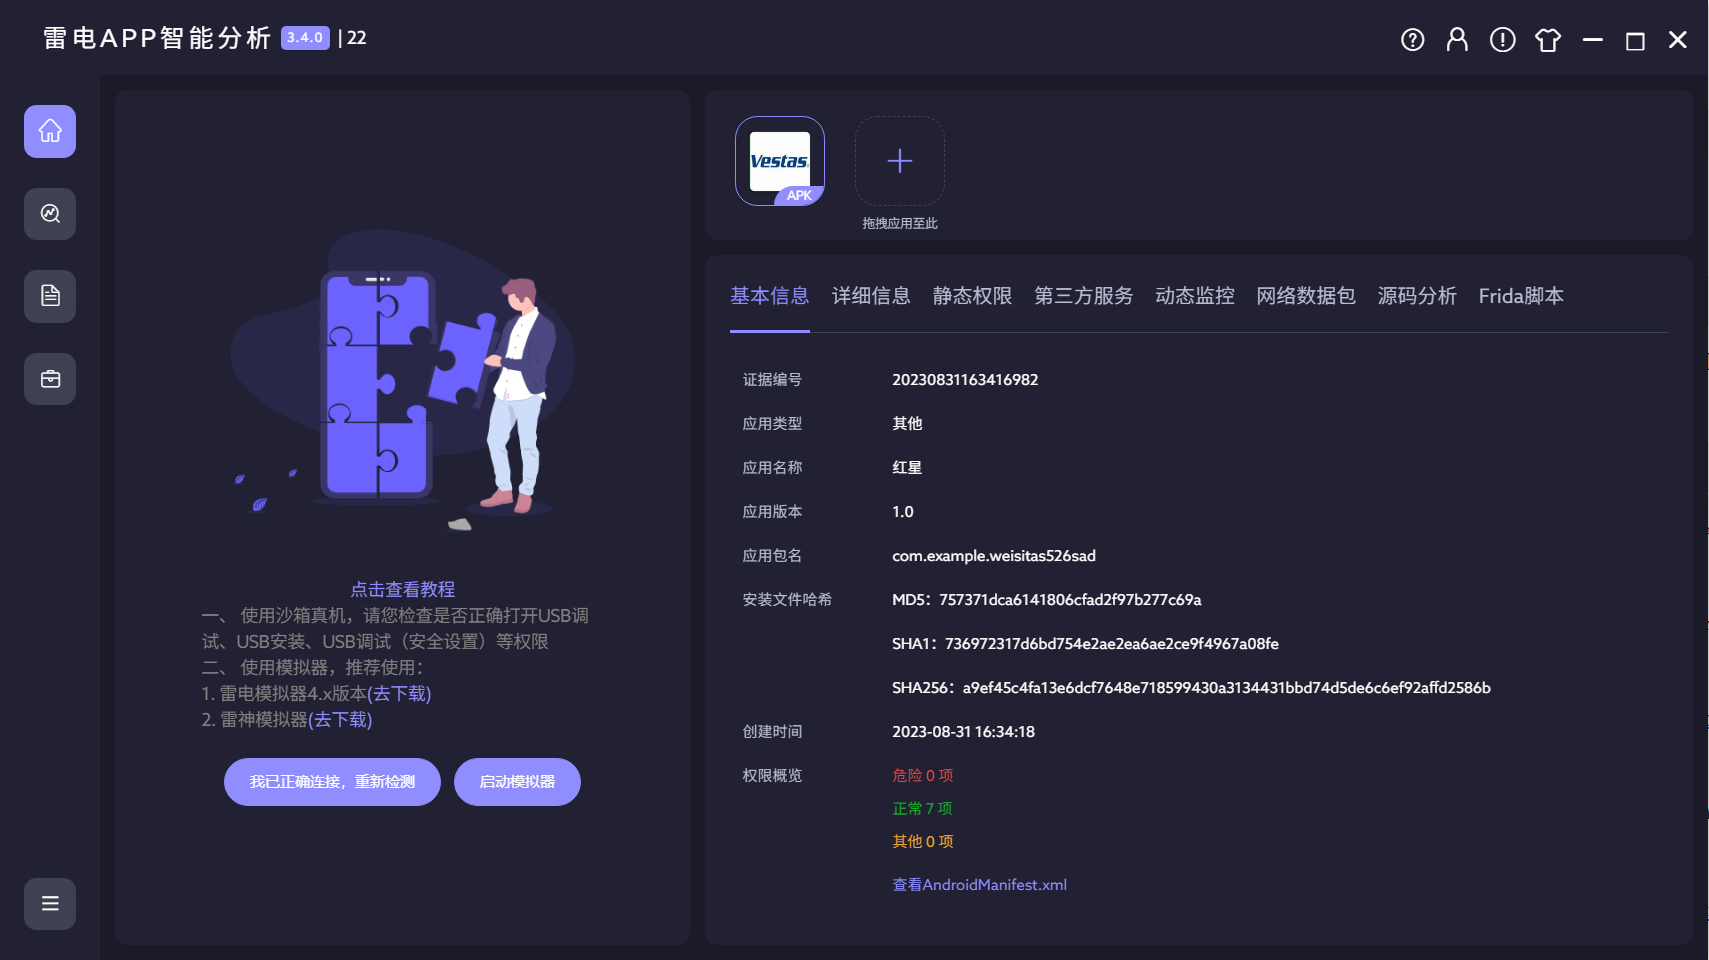 雷电APP智能分析 3.4.0 | 22
Vestas
APK
拖拽应用至此
点击查看教程
一、 使用沙箱真机，请您检查是否正确打开USB调
试、USB安装、USB调试（安全设置）等权限
二、 使用模拟器，推荐使用：
1. 雷电模拟器4.x版本(去下载)
2. 雷神模拟器(去下载)
我已正确连接，重新检测 启动模拟器
基本信息 详细信息 静态权限 第三方服务 动态监控 网络数据包 源码分析 Frida脚本
证据编号 20230831163416982
应用类型 其他
应用名称 红星
应用版本 1.0
应用包名 com.example.weisitas526sad
安装文件哈希 MD5：757371dca6141806cfad2f97b277c69a
SHA1：736972317d6bd754e2ae2ea6ae2ce9f4967a08fe
SHA256：a9ef45c4fa13e6dcf7648e718599430a3134431bbd74d5de6c6ef92affd2586b
创建时间 2023-08-31 16:34:18
权限概览 危险 0 项
正常 7 项
其他 0 项
查看AndroidManifest.xml